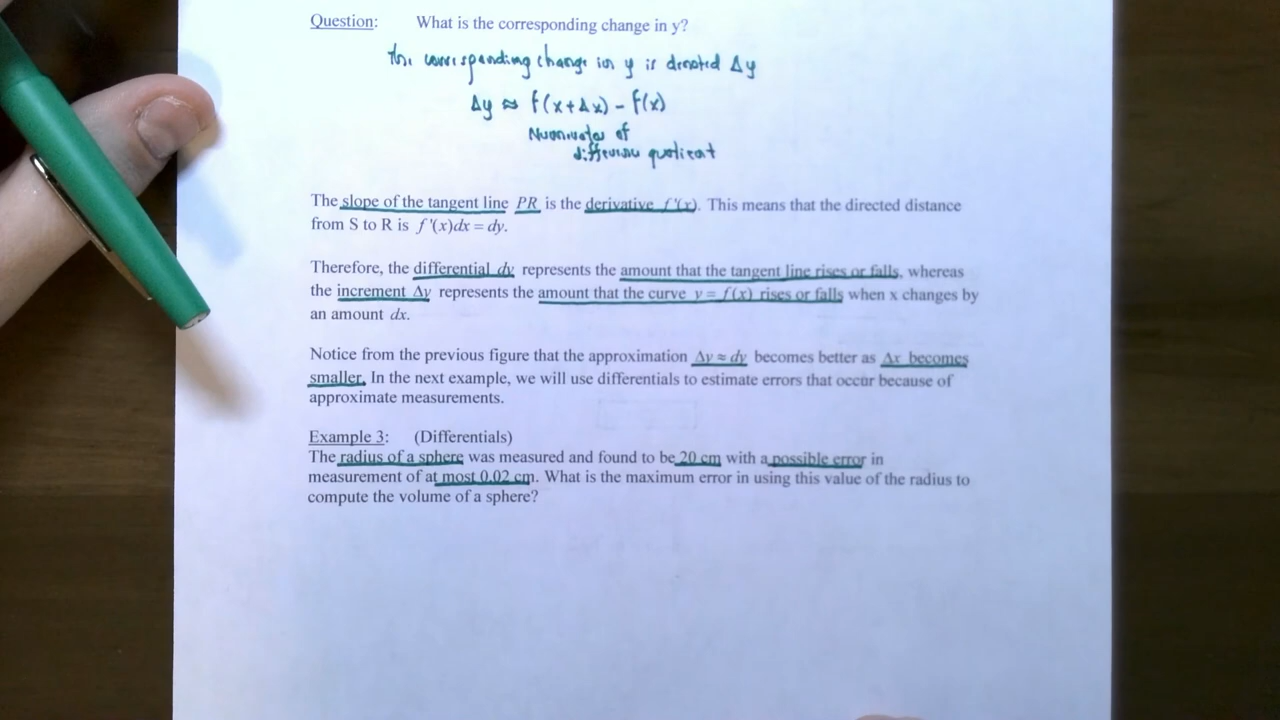 Question: What is the corresponding change in y?
the corresponding change in y is denoted Δy
Δy ≈ f(x+Δx) - f(x)
of
quotient
The slope of the tangent line PR is the derivative f'(x). This means that the directed distance
from S to R is f'(x)dx = dy.
Therefore, the differential dy represents the amount that the tangent line rises or falls, whereas
the increment Δy represents the amount that the curve y = f(x) rises or falls when x changes by
an amount dx.
Notice from the previous figure that the approximation Δy ≈ dy becomes better as Δx becomes
smaller. In the next example, we will use differentials to estimate errors that occur because of
approximate measurements.
Example 3: (Differentials)
The radius of a sphere was measured and found to be 20 cm with a possible error in
measurement of at most 0.02 cm. What is the maximum error in using this value of the radius to
compute the volume of a sphere?